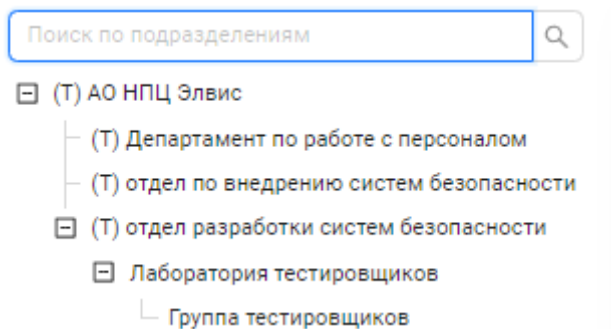 Поиск по подразделениям
(Т) АО НПЦ Элвис
(Т) Департамент по работе с персоналом
(Т) отдел по внедрению систем безопасности
(Т) отдел разработки систем безопасности
Лаборатория тестировщиков
Группа тестировщиков